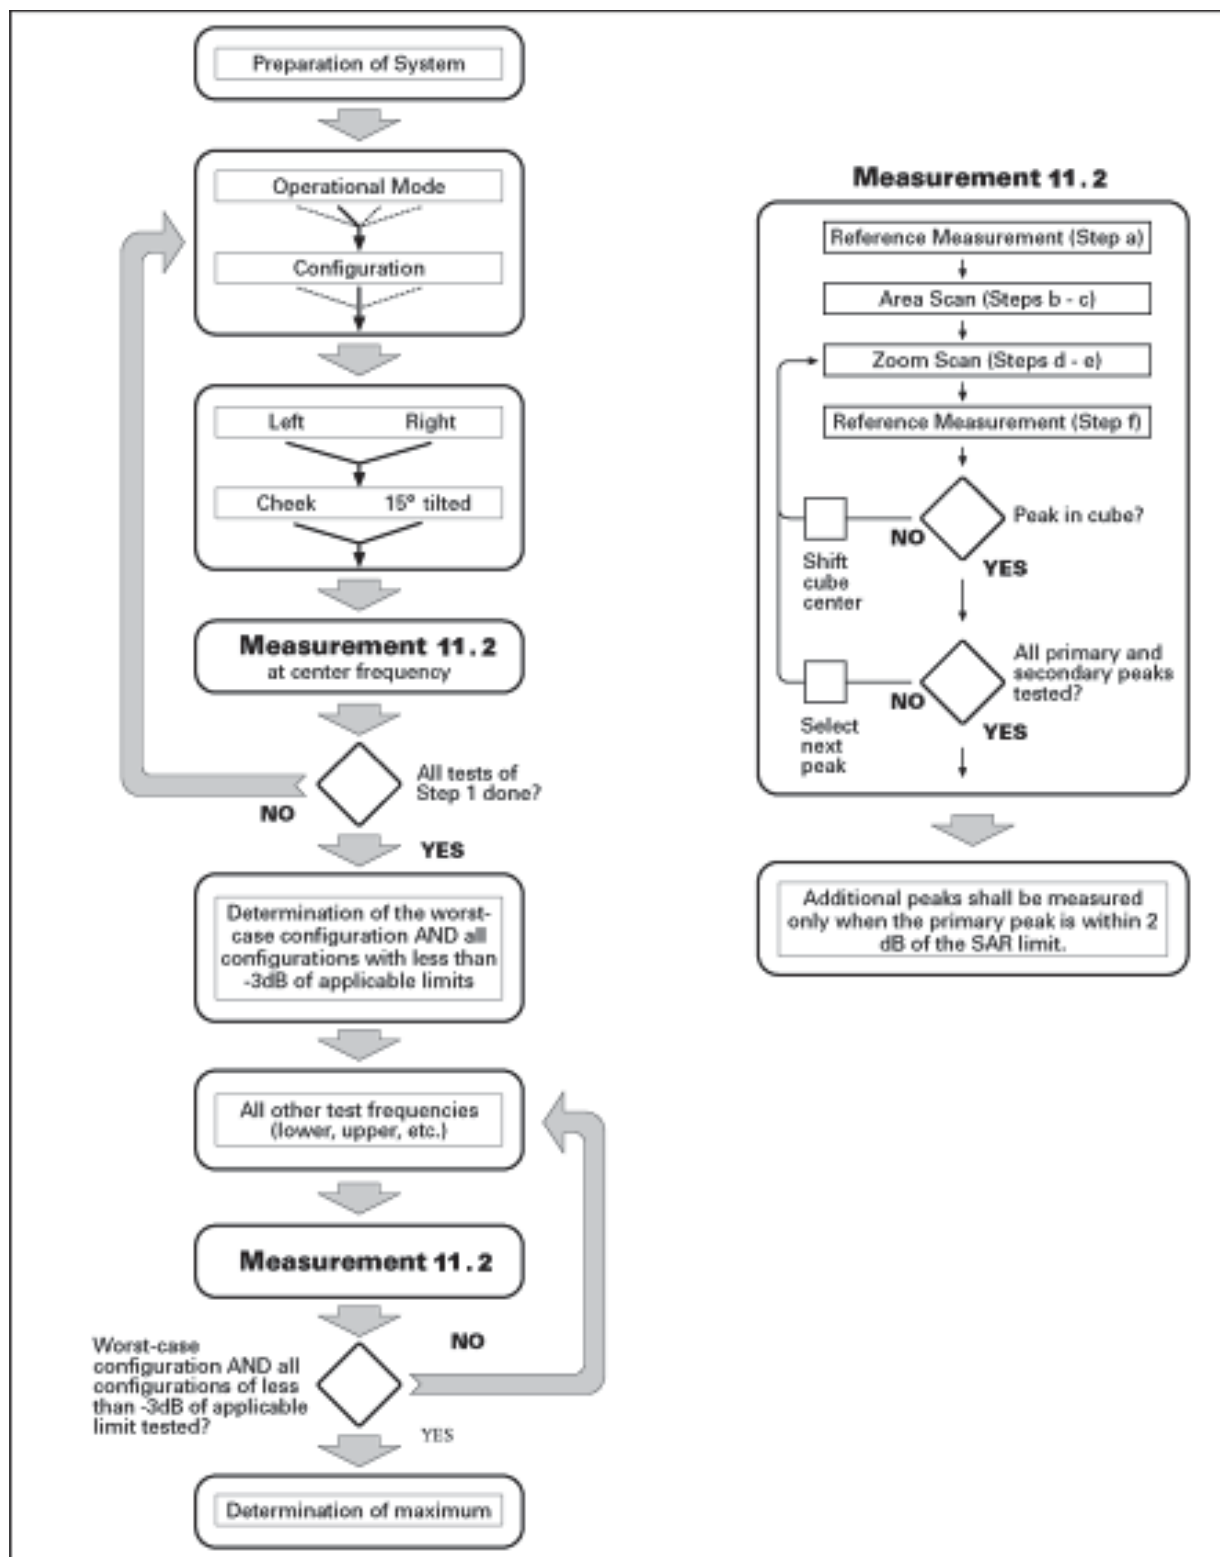 Preparation of System
Operational Mode
Configuration
Left Right
Cheek 15º tilted
Measurement 11.2
at center frequency
All tests of
Step 1 done?
NO
YES
Determination of the worst-
case configuration AND all
configurations with less than
-3dB of applicable limits
All other test frequencies
(lower, upper, etc.)
Measurement 11.2
NO
Worst-case
configuration AND all
configurations of less
than -3dB of applicable
limit tested?
YES
Determination of maximum
Measurement 11.2
Reference Measurement (Step a)
Area Scan (Steps b - c)
Zoom Scan (Steps d - e)
Reference Measurement (Step f)
Peak in cube?
NO
Shift
cube
center
YES
All primary and
secondary peaks
tested?
NO
Select
next
peak
YES
Additional peaks shall be measured
only when the primary peak is within 2
dB of the SAR limit.